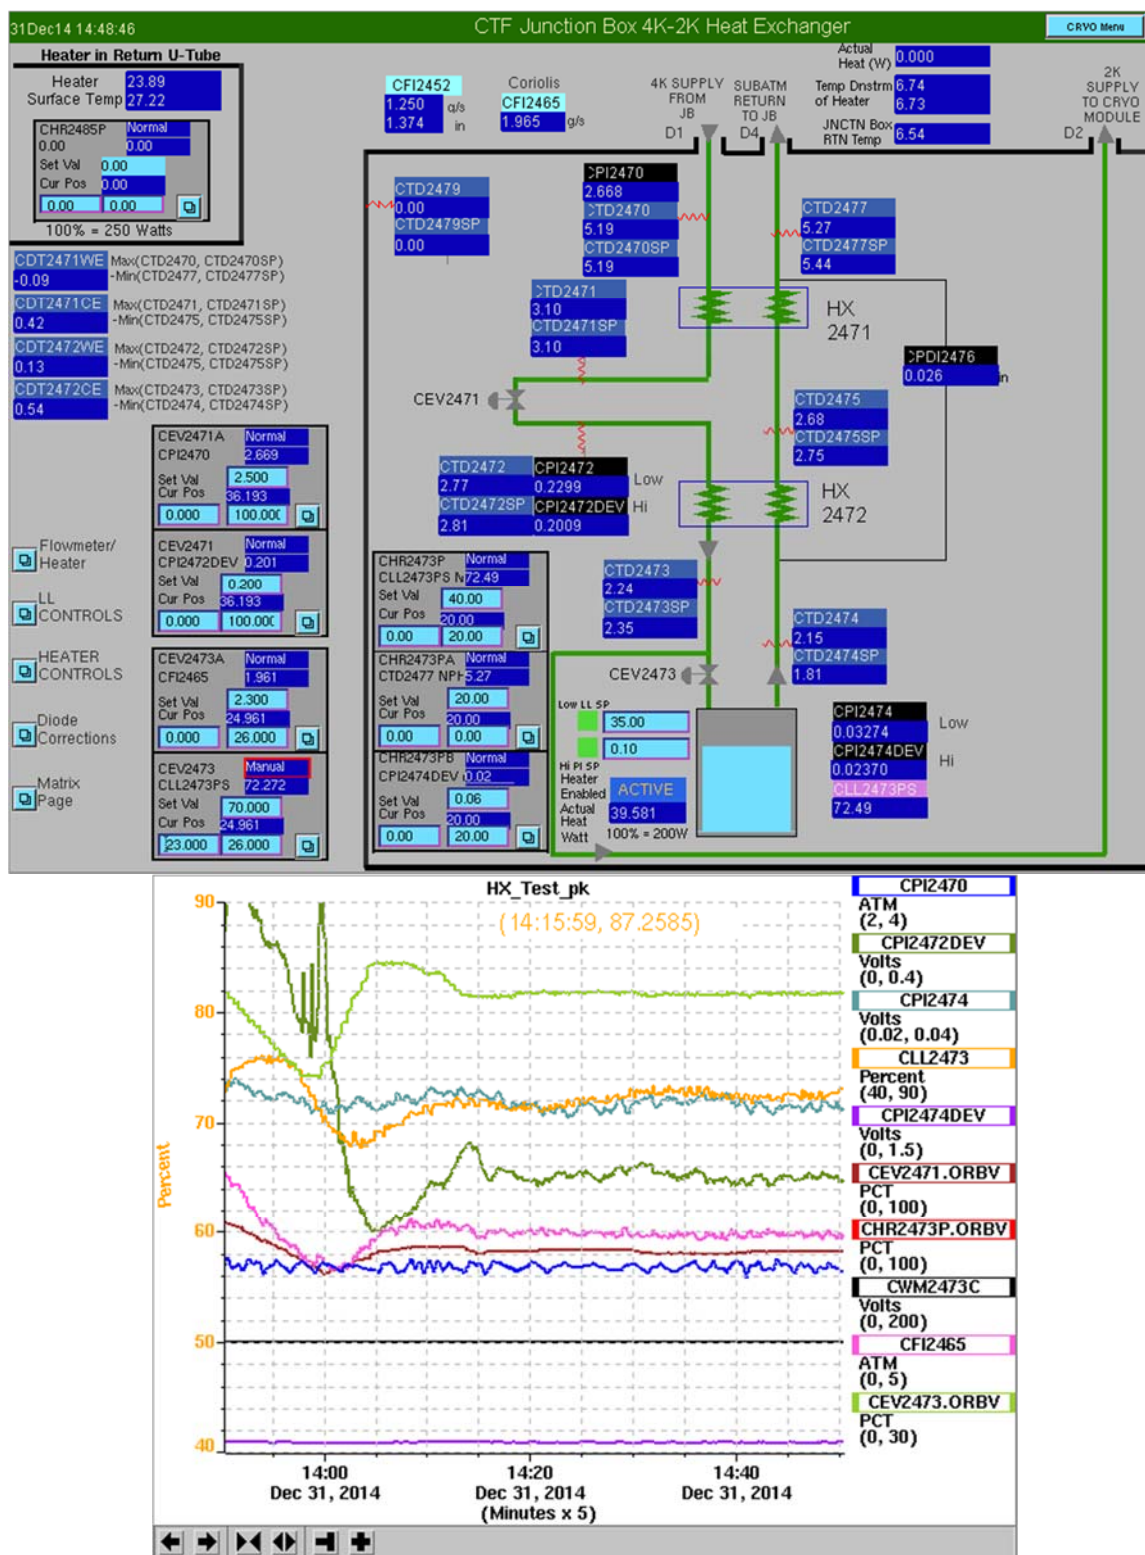 31Dec14 14:48:46
CTF Junction Box 4K-2K Heat Exchanger
CRYO Menu
Heater in Return U-Tube
Heater 23.89
Surface Temp 27.22
CHR2485P Normal
0.00 0.00
Set Val 0.00
Cur Pos 0.00
0.00 0.00
100% = 250 Watts
CFI2452
1.250 g/s
1.374 in
Coriolis
CFI2465
1.965 g/s
4K SUPPLY
FROM
JB
D1
SUBATM
RETURN
TO JB
D4
Actual
Heat (W) 0.000
Temp Dnstrm 6.74
of Heater 6.73
JNCTN Box
RTN Temp 6.54
2K
SUPPLY
TO CRYO
MODULE
D2
CTD2479
0.00
CTD2479SP
0.00
CPI2470
2.668
CTD2470
5.19
CTD2470SP
5.19
CTD2477
5.27
CTD2477SP
5.44
CDT2471WE Max(CTD2470, CTD2470SP)
-0.09 -Min(CTD2477, CTD2477SP)
CDT2471CE Max(CTD2471, CTD2471SP)
0.42 -Min(CTD2475, CTD2475SP)
CDT2472WE Max(CTD2472, CTD2472SP)
0.13 -Min(CTD2475, CTD2475SP)
CDT2472CE Max(CTD2473, CTD2473SP)
0.54 -Min(CTD2474, CTD2474SP)
CTD2471
3.10
CTD2471SP
3.10
HX
2471
CPDI2476
0.026 in
CEV2471
CTD2475
2.68
CTD2475SP
2.75
CTD2472 CPI2472
2.77 0.2299 Low
CTD2472SP CPI2472DEV Hi
2.81 0.2009
HX
2472
CEV2471A Normal
CPI2470 2.669
Set Val 2.500
Cur Pos 36.193
0.000 100.000
CEV2471 Normal
CPI2472DEV 0.201
Set Val 0.200
Cur Pos 36.193
0.000 100.000
CEV2473A Normal
CFI2465 1.961
Set Val 2.300
Cur Pos 24.961
0.000 26.000
CEV2473 Manual
CLL2473PS 72.272
Set Val 70.000
Cur Pos 24.961
23.000 26.000
Flowmeter/
Heater
LL
CONTROLS
HEATER
CONTROLS
Diode
Corrections
Matrix
Page
CHR2473P Normal
CLL2473PS N 72.49
Set Val 40.00
Cur Pos 20.00
0.00 20.00
CHR2473PA Normal
CTD2477 NPH 5.27
Set Val 20.00
Cur Pos 20.00
20.00 0.00
CHR2473PB Normal
CPI2474DEV 0.02
Set Val 0.06
Cur Pos 20.00
0.00 20.00
CTD2473
2.24
CTD2473SP
2.35
CTD2474
2.15
CTD2474SP
1.81
CEV2473
Low LL SP
35.00
0.10
Hi PI SP
Heater
Enabled ACTIVE
Actual
Heat 39.581
Watt 100% = 200W
CPI2474
0.03274 Low
CPI2474DEV
0.02370 Hi
CLL2473PS
72.49
HX_Test_pk
(14:15:59, 87.2585)
90
80
70
60
50
40
Percent
14:00
Dec 31, 2014
14:20
Dec 31, 2014
14:40
Dec 31, 2014
(Minutes x 5)
CPI2470
ATM
(2, 4)
CPI2472DEV
Volts
(0, 0.4)
CPI2474
Volts
(0.02, 0.04)
CLL2473
Percent
(40, 90)
CPI2474DEV
Volts
(0, 1.5)
CEV2471.ORBV
PCT
(0, 100)
CHR2473P.ORBV
PCT
(0, 100)
CWM2473C
Volts
(0, 200)
CFI2465
ATM
(0, 5)
CEV2473.ORBV
PCT
(0, 30)